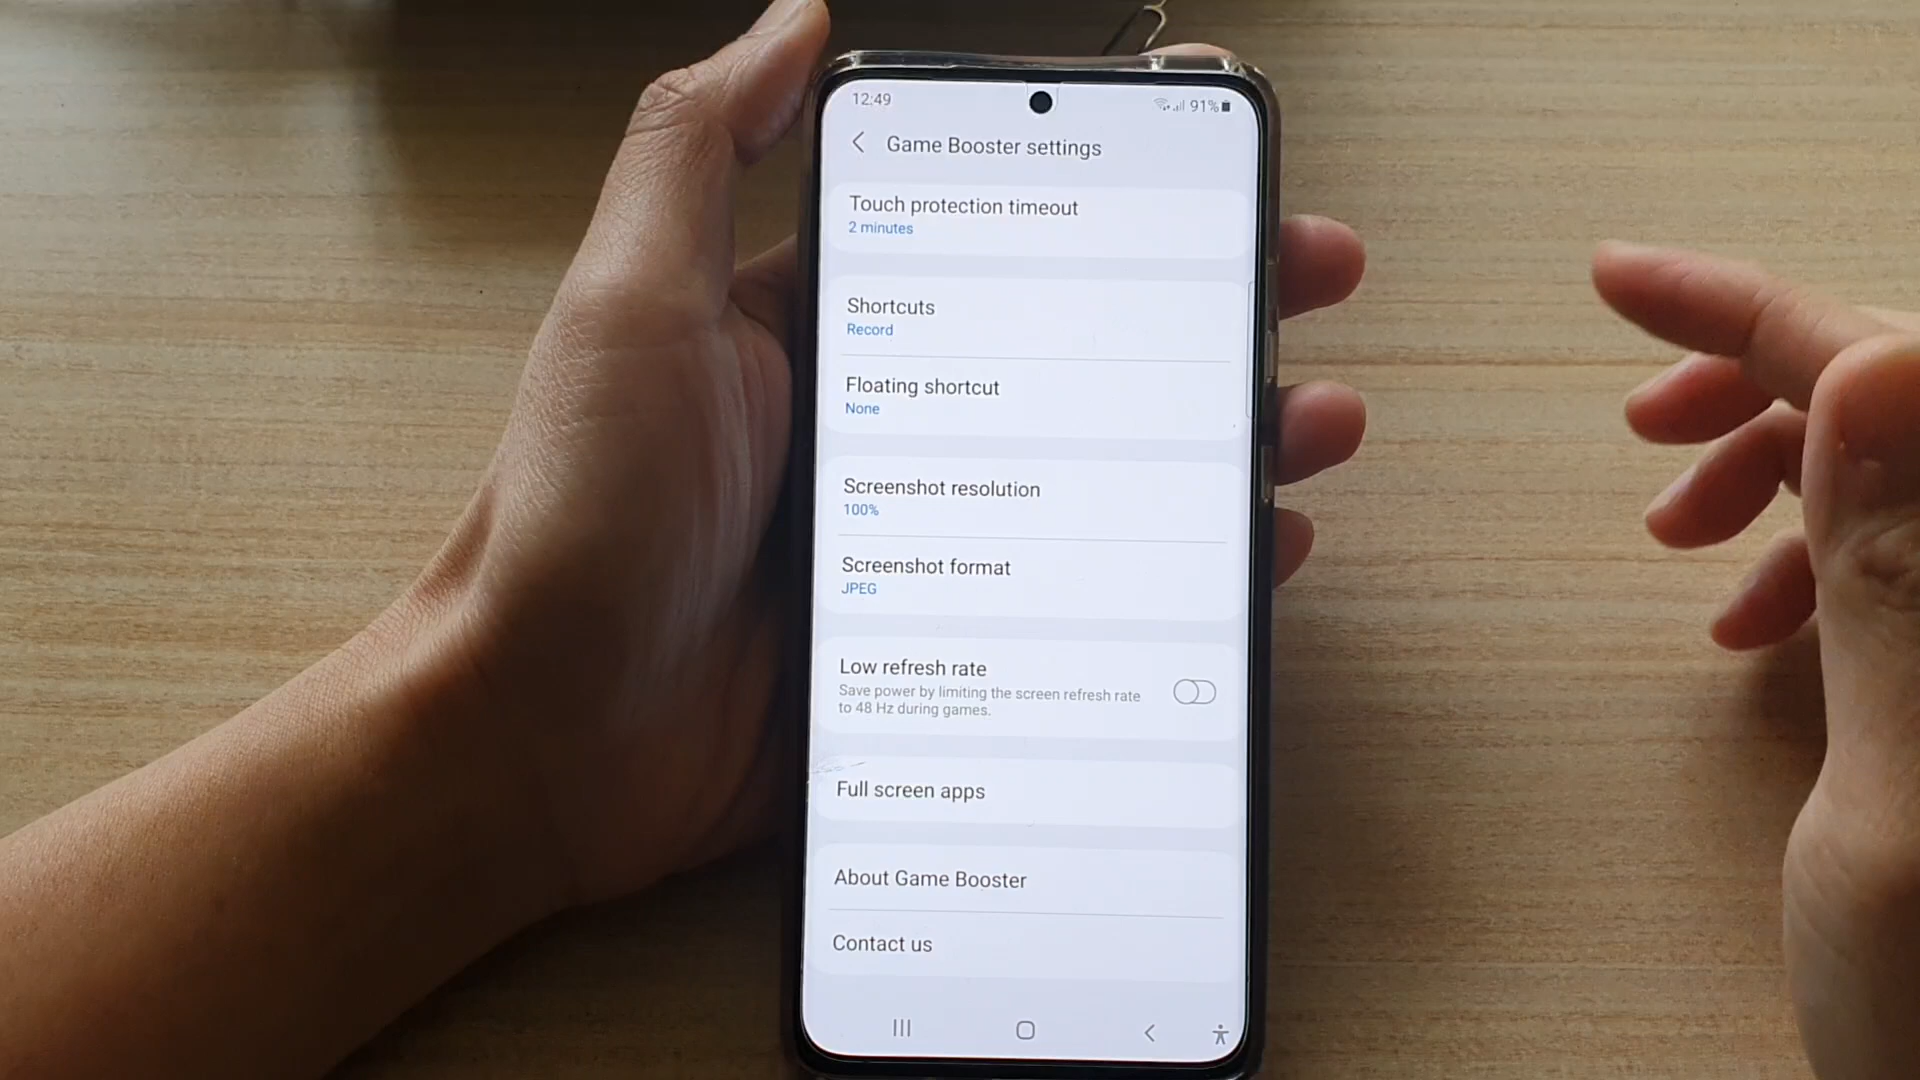 12:49
91%
Game Booster settings
Touch protection timeout
2 minutes
Shortcuts
Record
Floating shortcut
None
Screenshot resolution
100%
Screenshot format
JPEG
Low refresh rate
Save power by limiting the screen refresh rate
to 48 Hz during games.
Full screen apps
About Game Booster
Contact us